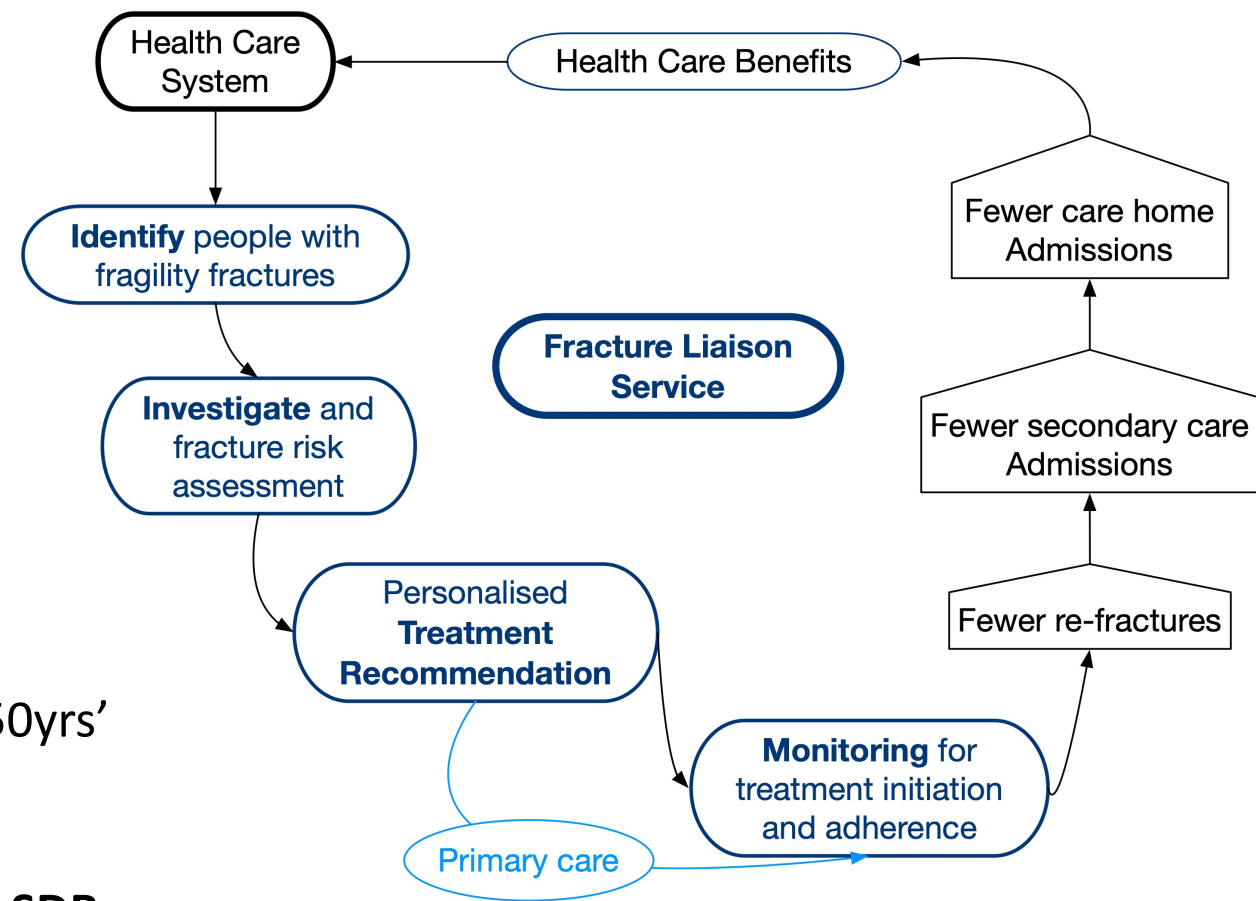 Health Care
System
Health Care Benefits
Fewer care home
Admissions
Identify people with
fragility fractures
Fracture Liaison
Service
Investigate and
fracture risk
assessment
Fewer secondary care
Admissions
Personalised
Treatment
Recommendation
Fewer re-fractures
Monitoring for
treatment initiation
and adherence
Primary care